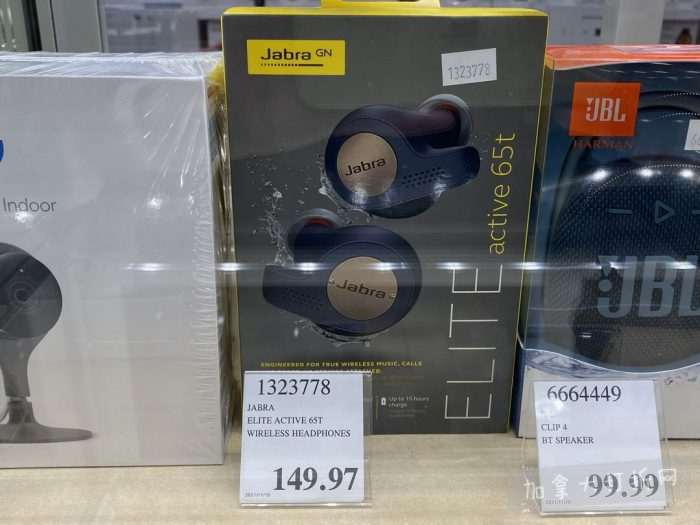 Indoor
Jabra GN
1323778
Jabra
Jabra
ELITE active 65t
ENGINEERED FOR TRUE WIRELESS MUSIC, CALLS
Up to 15 hours
charge
JBL
HARMAN
JBL
1323778
JABRA
ELITE ACTIVE 65T
WIRELESS HEADPHONES
149.97
6664449
CLIP 4
BT SPEAKER
99.99